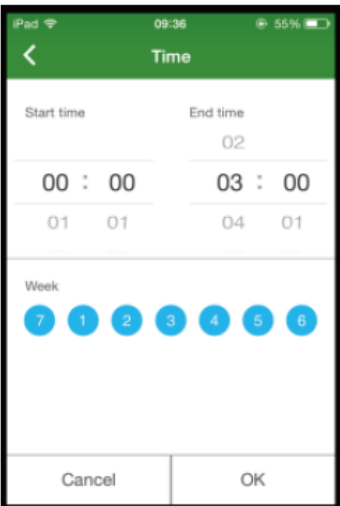 iPad 09:36 55%
Time
Start time End time
02
00 : 00 03 : 00
01 01 04 01
Week
7 1 2 3 4 5 6
Cancel OK